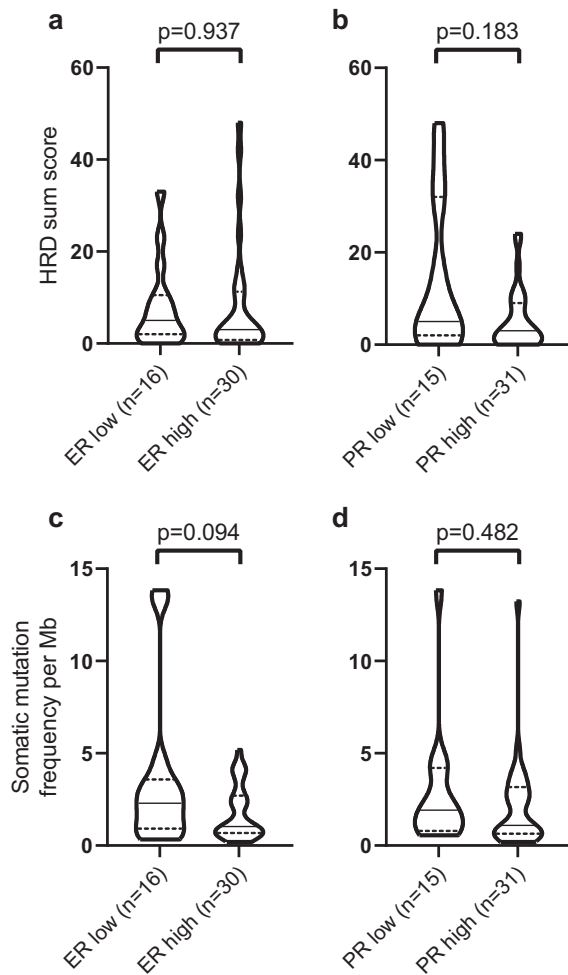 a
p=0.937
60
40
20
0
HRD sum score
ER low (n=16)
ER high (n=30)
b
p=0.183
60
40
20
0
PR low (n=15)
PR high (n=31)
c
p=0.094
15
10
5
0
Somatic mutation
frequency per Mb
ER low (n=16)
ER high (n=30)
d
p=0.482
15
10
5
0
PR low (n=15)
PR high (n=31)